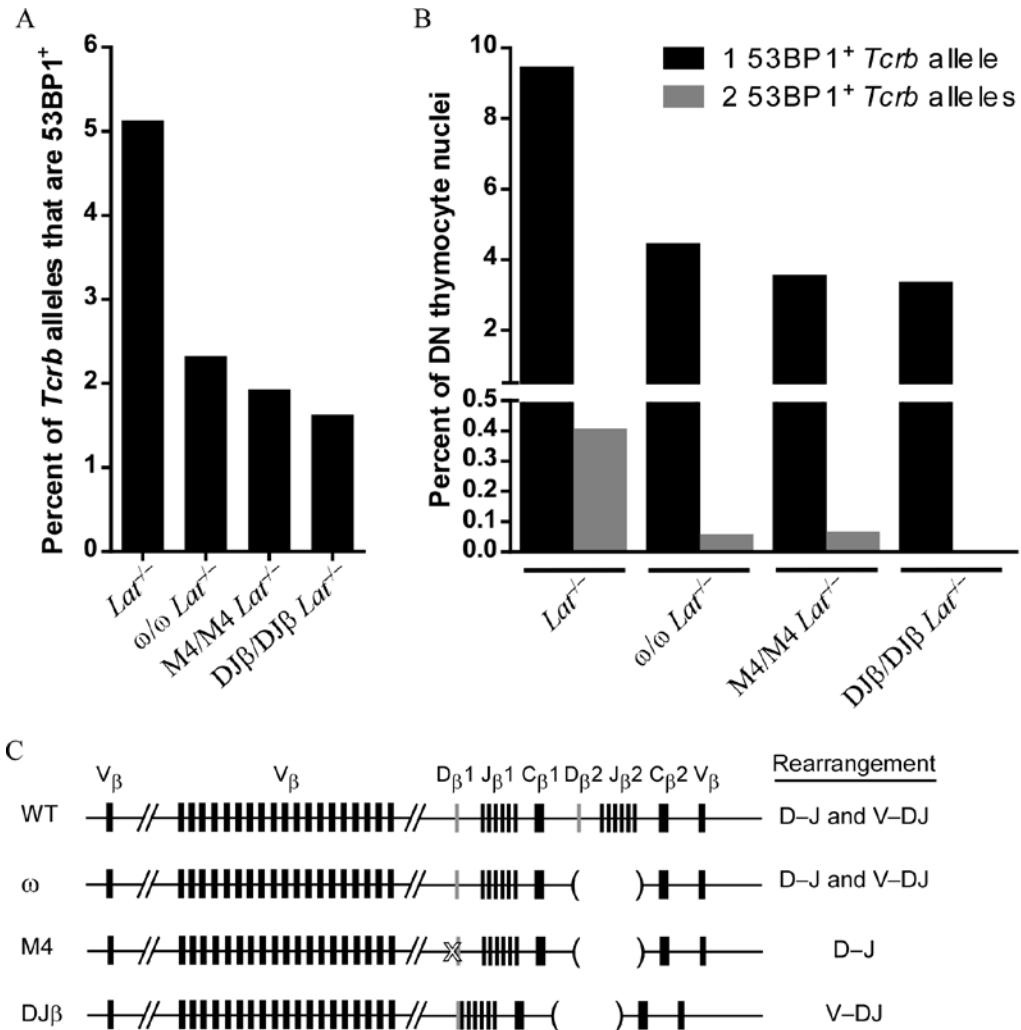 A
Percent of Tcrb alleles that are 53BP1+
6
5
4
3
2
1
0
Lat-/-
ω/ω Lat-/-
M4/M4 Lat-/-
DJβ/DJβ Lat-/-
B
1 53BP1+ Tcrb allele
2 53BP1+ Tcrb alleles
Percent of DN thymocyte nuclei
10
8
6
4
2
0.5
0.4
0.3
0.2
0.1
0.0
Lat-/-
ω/ω Lat-/-
M4/M4 Lat-/-
DJβ/DJβ Lat-/-
C
Vβ Vβ Dβ1 Jβ1 Cβ1 Dβ2 Jβ2 Cβ2 Vβ Rearrangement
WT D–J and V–DJ
ω ( ) D–J and V–DJ
M4 X ( ) D–J
DJβ ( ) V–DJ